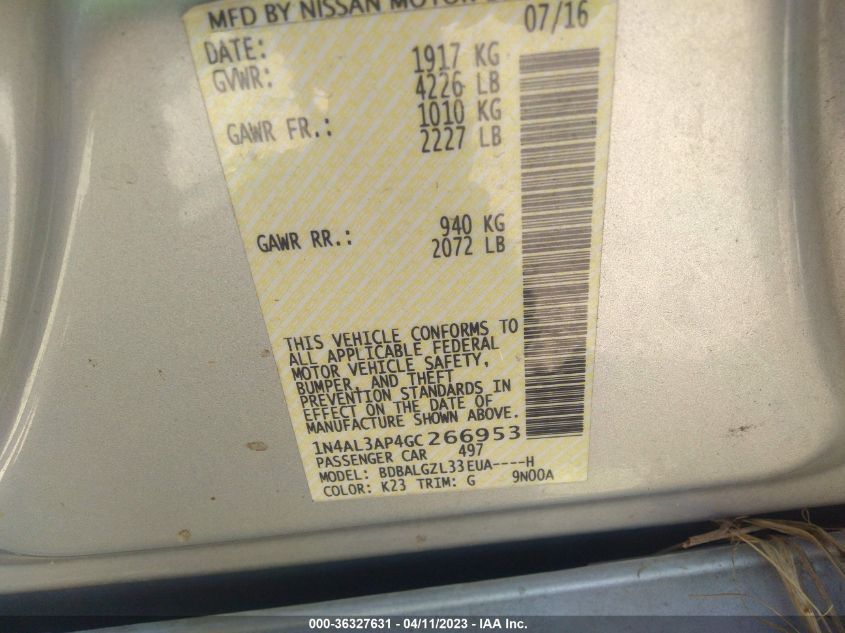 MFD BY NISSAN MOTOR
DATE: 07/16
GVWR: 1917 KG
4226 LB
GAWR FR.: 1010 KG
2227 LB
GAWR RR.: 940 KG
2072 LB
THIS VEHICLE CONFORMS TO
ALL APPLICABLE FEDERAL
MOTOR VEHICLE SAFETY,
BUMPER, AND THEFT
PREVENTION STANDARDS IN
EFFECT ON THE DATE OF
MANUFACTURE SHOWN ABOVE.
1N4AL3AP4GC266953
PASSENGER CAR 497
MODEL: BDBALGZL33EUA----H
COLOR: K23 TRIM: G 9N00A
000-36327631 - 04/11/2023 - IAA Inc.